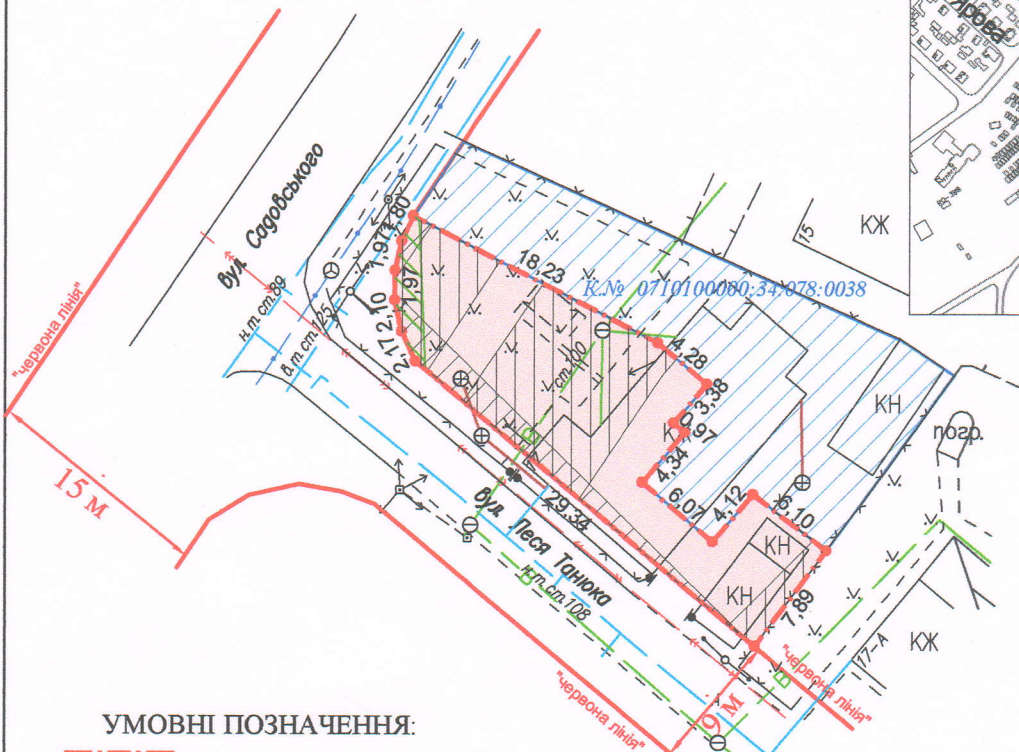 вул. Садовського
"червона лінія"
н.т. ст.89
в.т. ст.125
15 м
1,80
1,97
1,97
2,10
2,17
18,23
К.№ 0710100000:34:078:0038
4,28
3,38
0,97
4,34
6,07
4,12
6,10
7,89
29,34
ст.100
15
КЖ
КН
погр.
КН
КН
КЖ
17-А
вул. Леся Танюка
н.т. ст.108
"червона лінія"
"червона лінія"
9 м
В
УМОВНІ ПОЗНАЧЕННЯ: